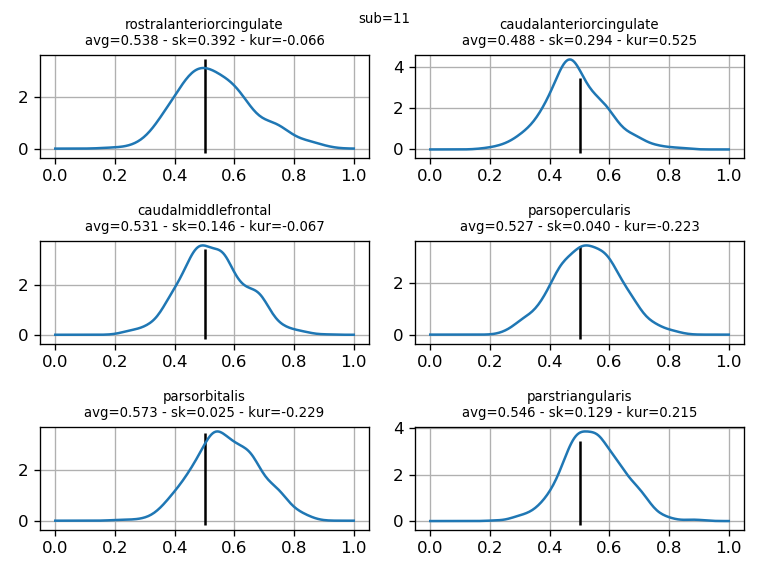 sub=11
rostralanteriorcingulate
avg=0.538 - sk=0.392 - kur=-0.066
caudalanteriorcingulate
avg=0.488 - sk=0.294 - kur=0.525
2
0
0.0 0.2 0.4 0.6 0.8 1.0
4
2
0
0.0 0.2 0.4 0.6 0.8 1.0
caudalmiddlefrontal
avg=0.531 - sk=0.146 - kur=-0.067
parsopercularis
avg=0.527 - sk=0.040 - kur=-0.223
2
0
0.0 0.2 0.4 0.6 0.8 1.0
2
0
0.0 0.2 0.4 0.6 0.8 1.0
parsorbitalis
avg=0.573 - sk=0.025 - kur=-0.229
parstriangularis
avg=0.546 - sk=0.129 - kur=0.215
2
0
0.0 0.2 0.4 0.6 0.8 1.0
4
2
0
0.0 0.2 0.4 0.6 0.8 1.0